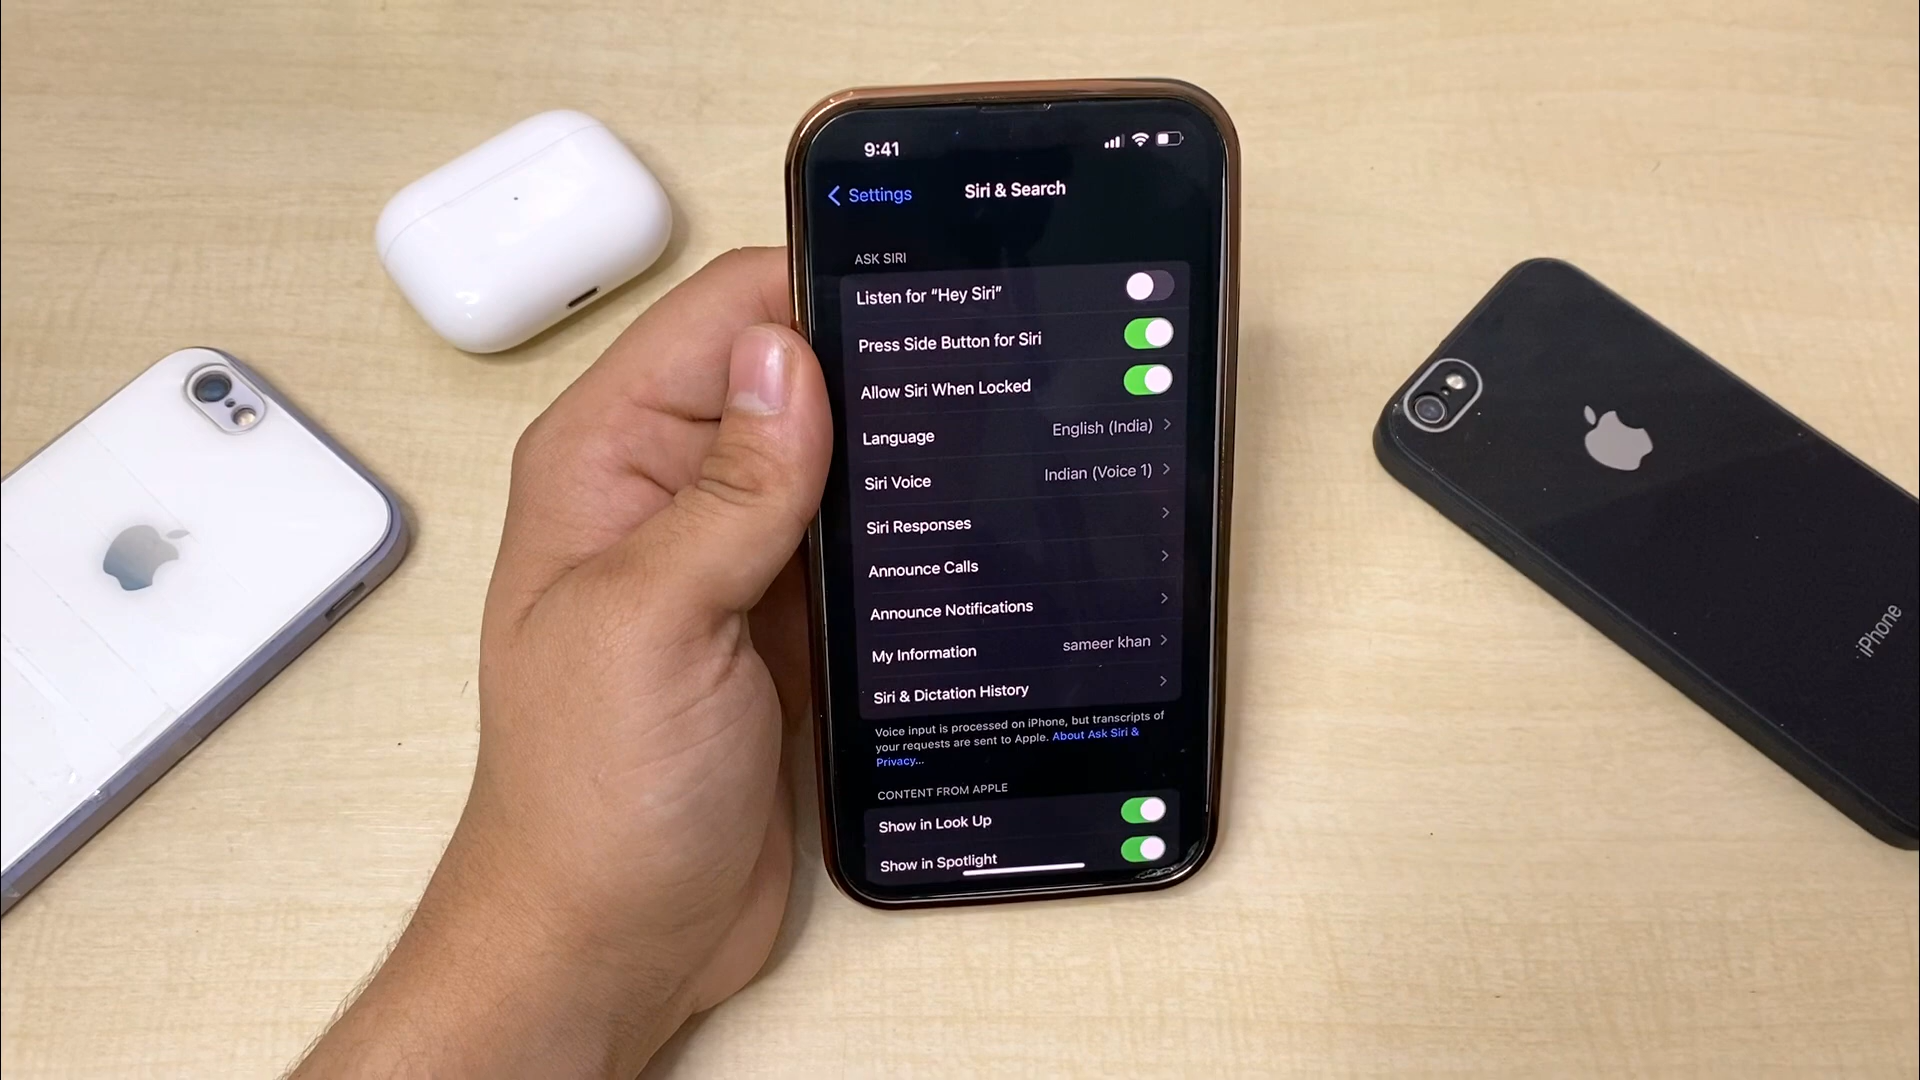 9:41
Settings
Siri & Search
ASK SIRI
Listen for “Hey Siri”
Press Side Button for Siri
Allow Siri When Locked
Language English (India)
Siri Voice Indian (Voice 1)
Siri Responses
Announce Calls
Announce Notifications
My Information sameer khan
Siri & Dictation History
Voice input is processed on iPhone, but transcripts of
your requests are sent to Apple. About Ask Siri &
Privacy...
CONTENT FROM APPLE
Show in Look Up
Show in Spotlight
iPhone